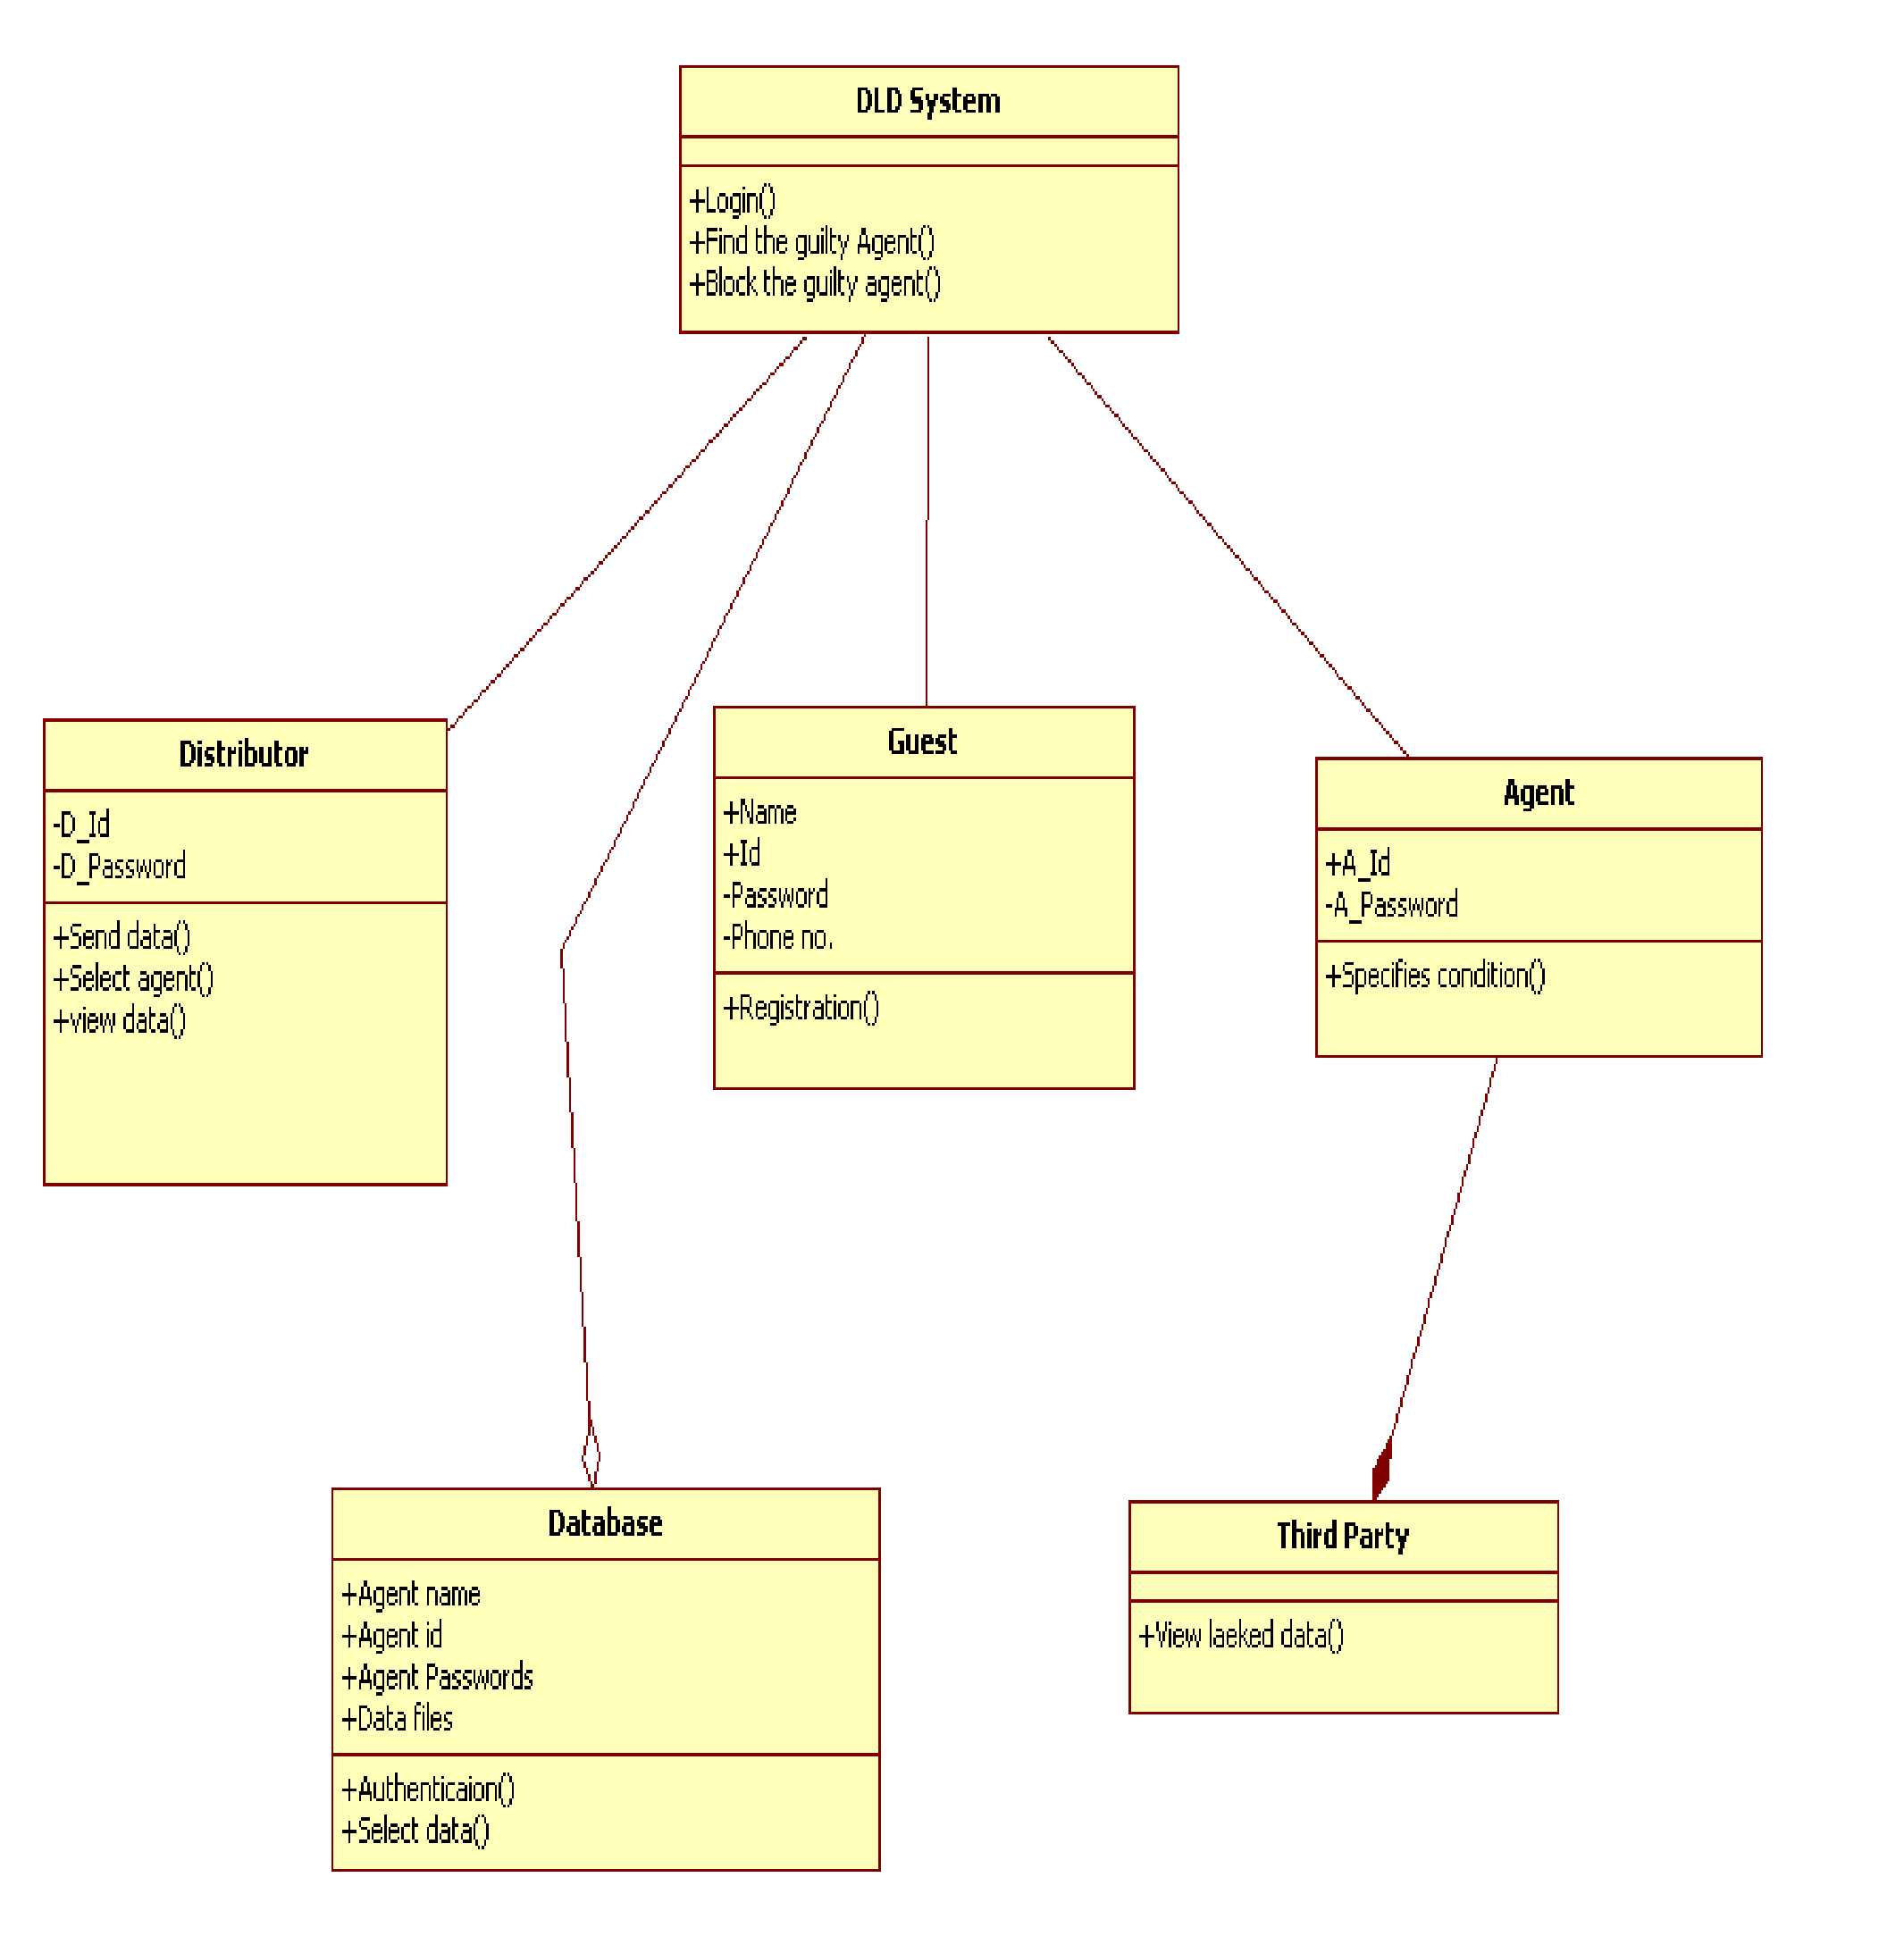 DLD System
+Login()
+Find the guilty Agent()
+Block the guilty agent()
Distributor
-D_Id
-D_Password
+Send data()
+Select agent()
+view data()
Guest
+Name
+Id
-Password
-Phone no.
+Registration()
Agent
+A_Id
-A_Password
+Specifies condition()
Database
+Agent name
+Agent id
+Agent Passwords
+Data files
+Authenticaion()
+Select data()
Third Party
+View laeked data()